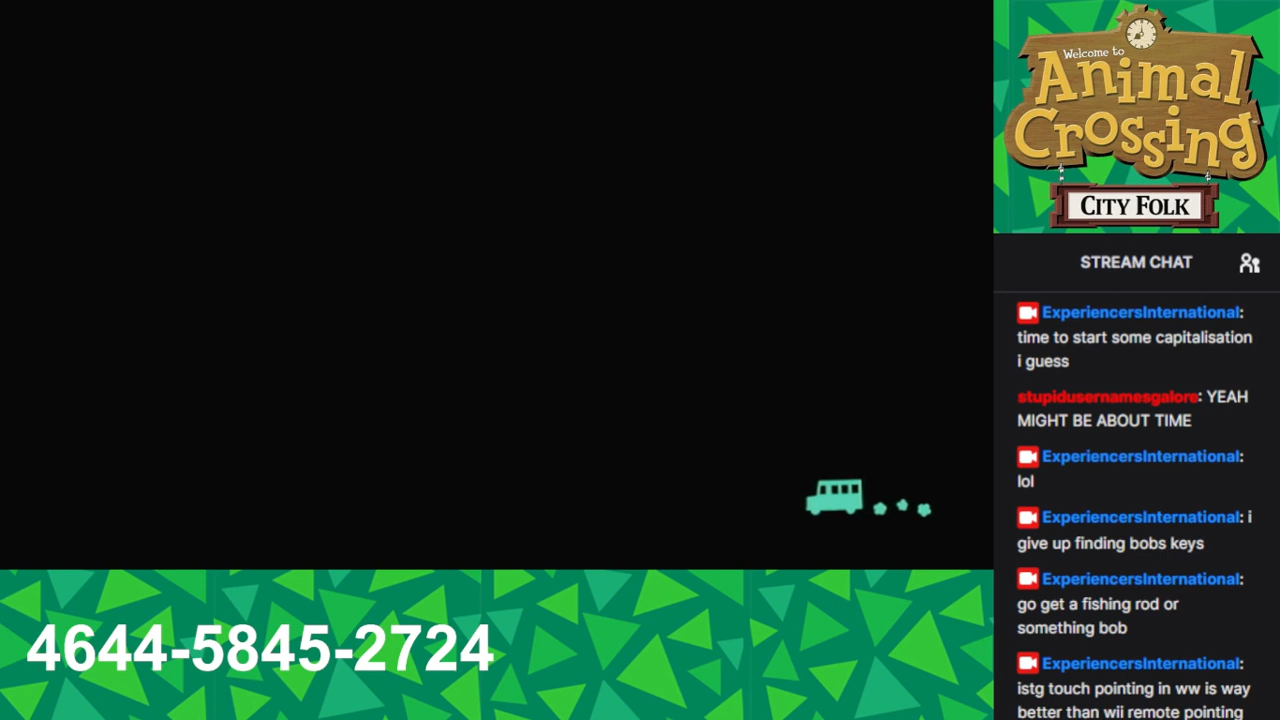 Welcome to
Animal
Crossing
CITY FOLK
STREAM CHAT
ExperiencersInternational:
time to start some capitalisation
i guess
stupidusernamesgalore: YEAH
MIGHT BE ABOUT TIME
ExperiencersInternational:
lol
ExperiencersInternational: i
give up finding bobs keys
ExperiencersInternational:
go get a fishing rod or
something bob
ExperiencersInternational:
istg touch pointing in ww is way
better than wii remote pointing
4644-5845-2724